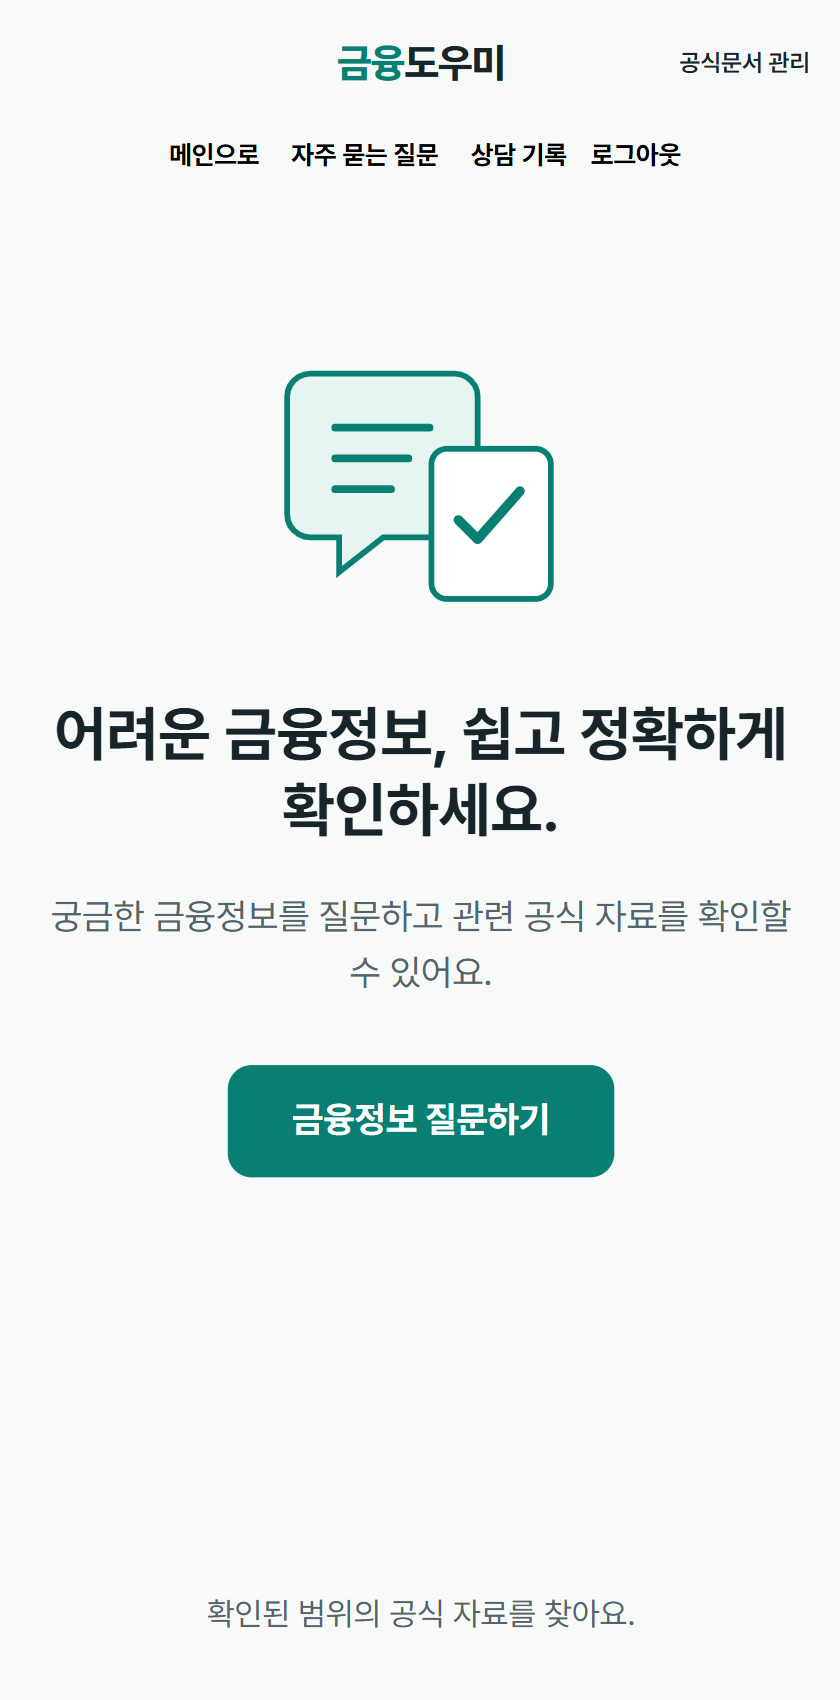 금융도우미
공식문서 관리
메인으로 자주 묻는 질문 상담 기록 로그아웃
어려운 금융정보, 쉽고 정확하게
확인하세요.
궁금한 금융정보를 질문하고 관련 공식 자료를 확인할
수 있어요.
금융정보 질문하기
확인된 범위의 공식 자료를 찾아요.